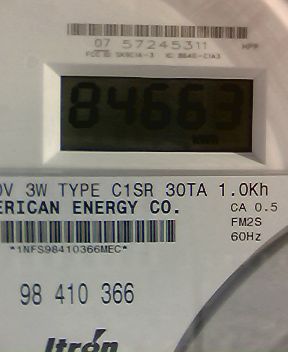 07 57245311
84663
0V 3W TYPE C1SR 30TA 1.0Kh
ERICAN ENERGY CO. CA 0.5
FM2S
*1NFS98410366MEC* 60Hz
98 410 366
Itrón